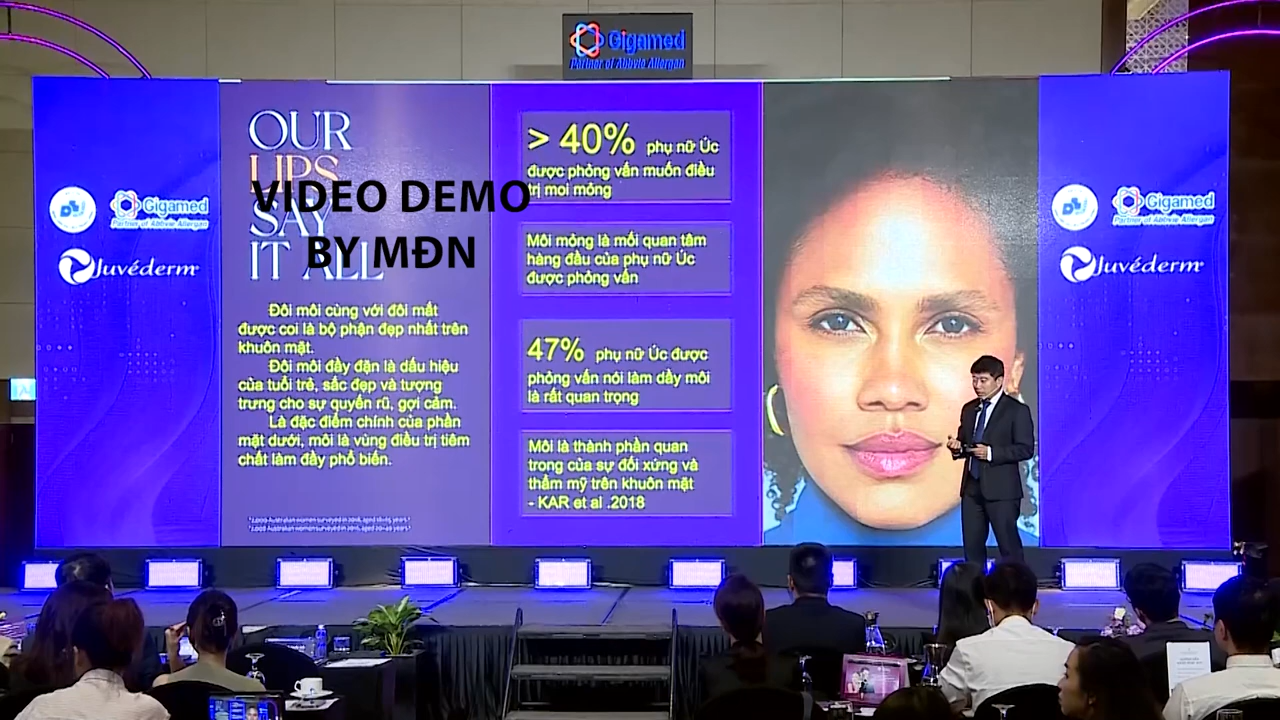 Gigamed
Partner of Abbvie Allergan
OUR
LIPS
SAY
IT ALL
VIDEO DEMO
BY MĐN
Đôi môi cùng với đôi mắt
được coi là bộ phận đẹp nhất trên
khuôn mặt.
Đôi môi đầy đặn là dấu hiệu
của tuổi trẻ, sắc đẹp và tượng
trưng cho sự quyến rũ, gợi cảm.
Là đặc điểm chính của phần
mặt dưới, môi là vùng điều trị tiêm
chất làm đầy phổ biến.
> 40% phụ nữ Úc
được phỏng vấn muốn điều
trị moi mỏng
Môi mỏng là mối quan tâm
hàng đầu của phụ nữ Úc
được phỏng vấn
47% phụ nữ Úc được
phỏng vấn nói làm dầy môi
là rất quan trọng
Môi là thành phần quan
trong của sự đối xứng và
thẩm mỹ trên khuôn mặt
- KAR et al .2018
Gigamed
Partner of Abbvie Allergan
Juvéderm
Gigamed
Partner of Abbvie Allergan
Juvéderm